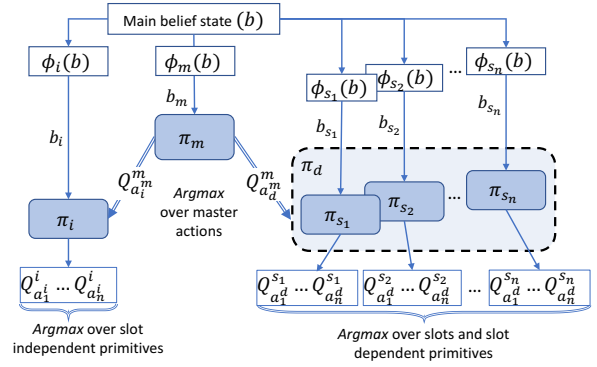 Main belief state (b)
ϕ_i(b) ϕ_m(b) ϕ_{s_1}(b) ϕ_{s_2}(b) ... ϕ_{s_n}(b)
b_i b_m b_{s_1} b_{s_2} b_{s_n}
π_m
Q^m_{a^m_i} Argmax over master actions Q^m_{a^m_d}
π_d
π_i π_{s_1} π_{s_2} ... π_{s_n}
Q^i_{a^i_1} ... Q^i_{a^i_n} Q^{s_1}_{a^d_1} ... Q^{s_1}_{a^d_n} Q^{s_2}_{a^d_1} ... Q^{s_2}_{a^d_n} ... Q^{s_n}_{a^d_1} ... Q^{s_n}_{a^d_n}
Argmax over slot
independent primitives
Argmax over slots and slot
dependent primitives